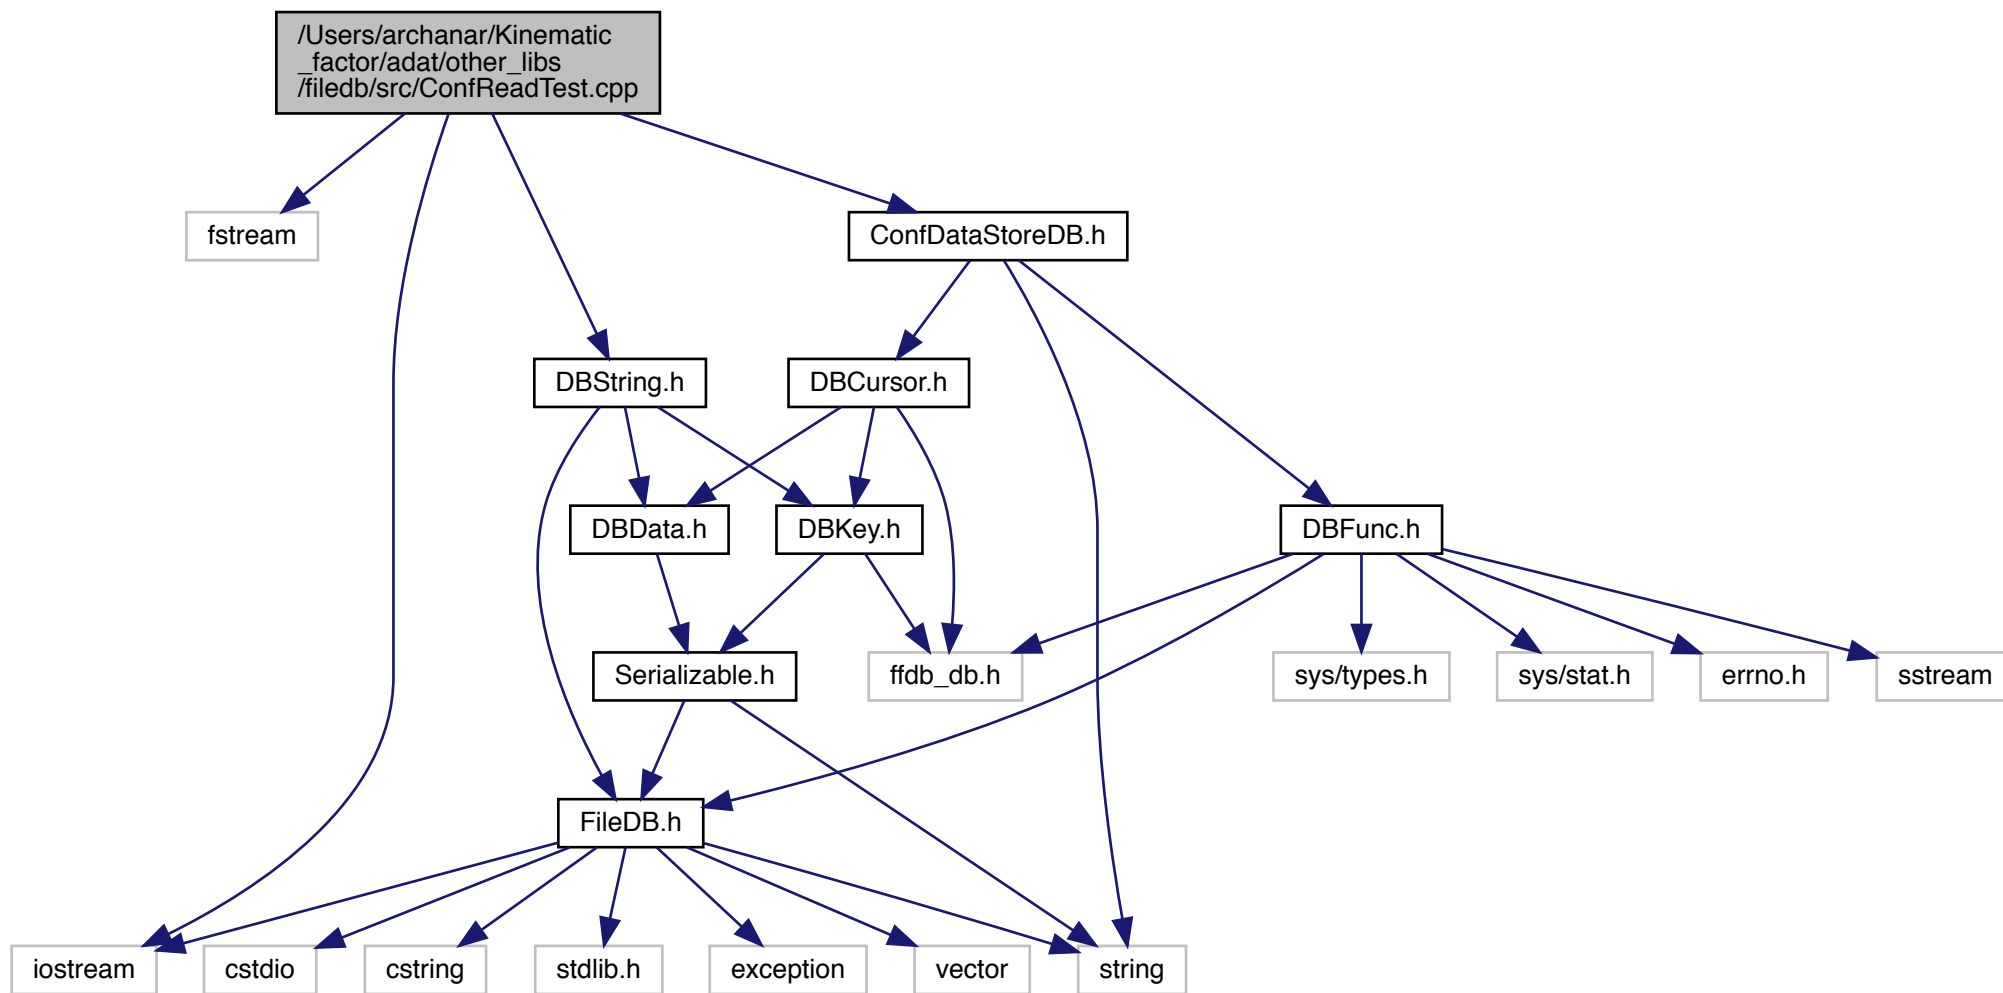 /Users/archanar/Kinematic
_factor/adat/other_libs
/filedb/src/ConfReadTest.cpp
fstream
ConfDataStoreDB.h
DBString.h
DBCursor.h
DBData.h
DBKey.h
DBFunc.h
Serializable.h
ffdb_db.h
sys/types.h
sys/stat.h
errno.h
sstream
FileDB.h
iostream
cstdio
cstring
stdlib.h
exception
vector
string